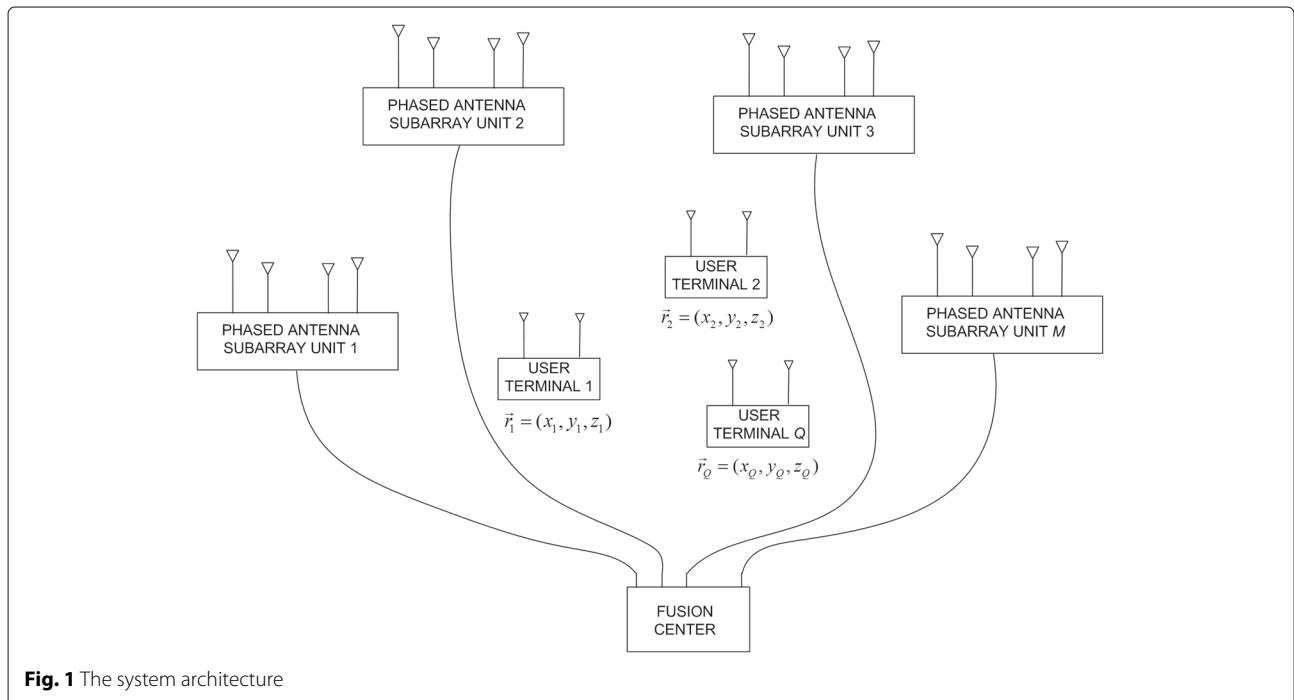 PHASED ANTENNA
SUBARRAY UNIT 2
PHASED ANTENNA
SUBARRAY UNIT 3
USER
TERMINAL 2
r⃗₂ = (x₂, y₂, z₂)
PHASED ANTENNA
SUBARRAY UNIT 1
PHASED ANTENNA
SUBARRAY UNIT M
USER
TERMINAL 1
r⃗₁ = (x₁, y₁, z₁)
USER
TERMINAL Q
r⃗_Q = (x_Q, y_Q, z_Q)
FUSION
CENTER
Fig. 1 The system architecture